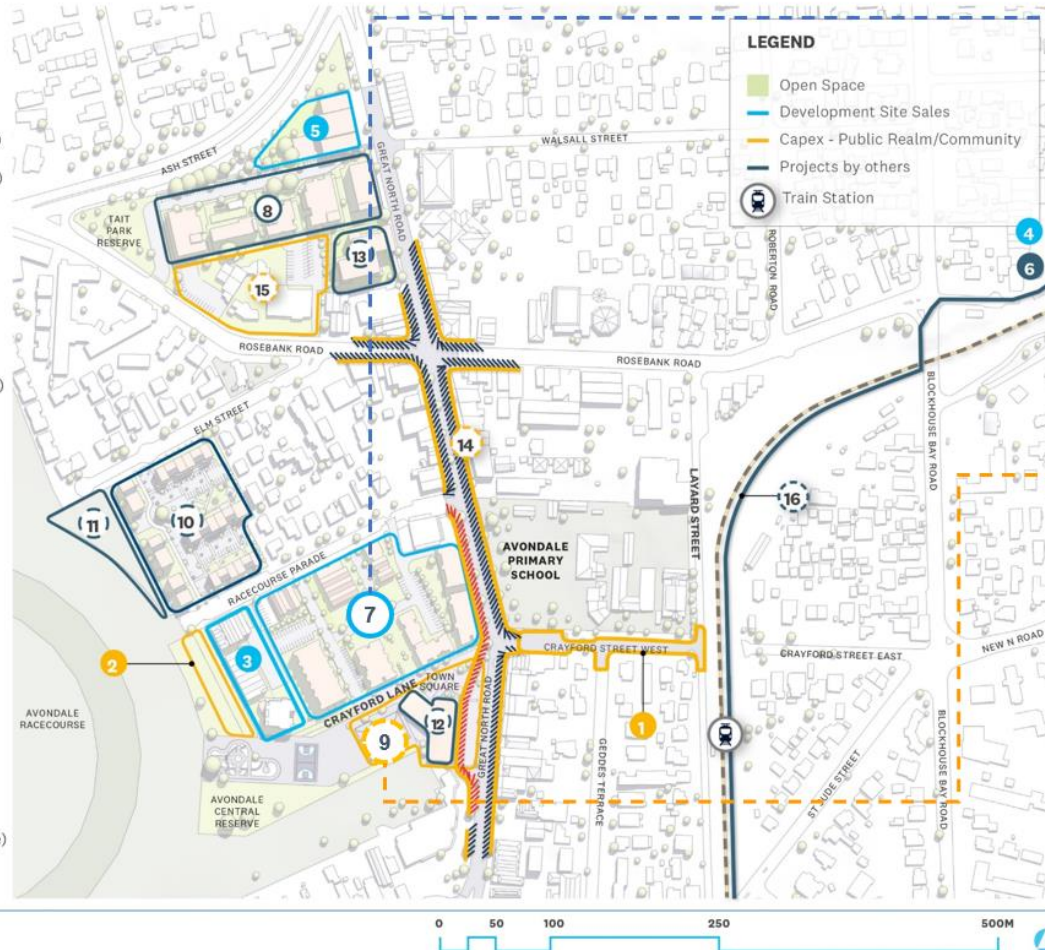 LEGEND
Open Space
Development Site Sales
Capex - Public Realm/Community
Projects by others
Train Station
5
WALSALL STREET
ASH STREET
GREAT NORTH ROAD
8
TAIT
PARK
RESERVE
ROBERTON ROAD
4
13
6
15
ROSEBANK ROAD
ROSEBANK ROAD
BLOCKHOUSE BAY ROAD
ELM STREET
14
LAYARD STREET
16
11
10
AVONDALE
PRIMARY
SCHOOL
RACECOURSE PARADE
7
2
3
CRAYFORD STREET WEST
CRAYFORD STREET EAST
NEW N ROAD
TOWN
SQUARE
CRAYFORD LANE
AVONDALE
RACECOURSE
12
9
GREAT NORTH ROAD
1
GEDDES TERRACE
ST JUDE STREET
BLOCKHOUSE BAY ROAD
AVONDALE
CENTRAL
RESERVE
0 50 100 250 500M